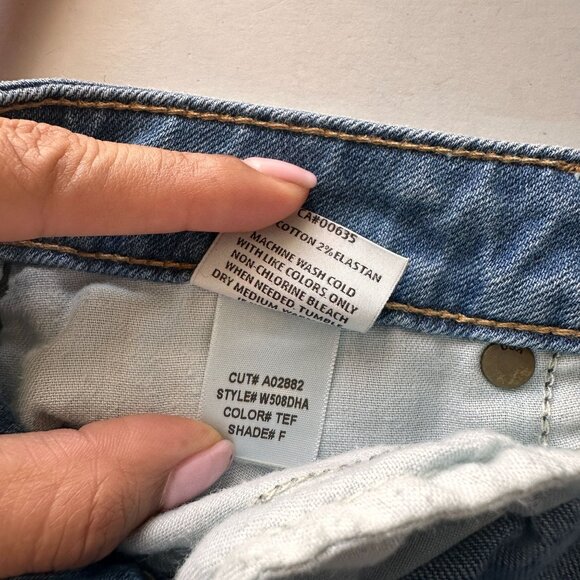 CA#00635
COTTON 2% ELASTAN
MACHINE WASH COLD
WITH LIKE COLORS, ONLY
NON-CHLORINE BLEACH
WHEN NEEDED, TUMBLE
DRY MEDIUM
CUT# A02882
STYLE# W508DHA
COLOR# TEF
SHADE# F